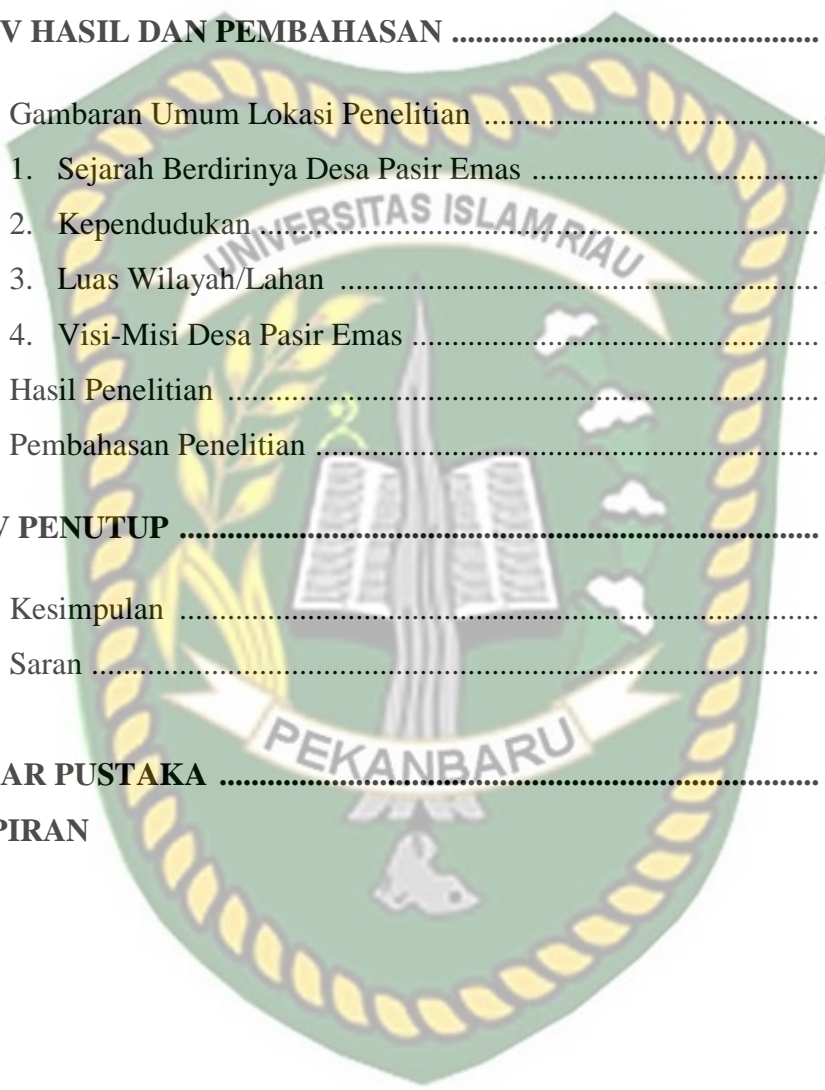 V HASIL DAN PEMBAHASAN ..............................................
Gambaran Umum Lokasi Penelitian ..........................................
1. Sejarah Berdirinya Desa Pasir Emas ....................................
2. Kependudukan ......................................................................
3. Luas Wilayah/Lahan ............................................................
4. Visi-Misi Desa Pasir Emas ...................................................
Hasil Penelitian ..........................................................................
Pembahasan Penelitian ...............................................................
V PENUTUP ................................................................................
Kesimpulan ................................................................................
Saran ...........................................................................................
AR PUSTAKA ...........................................................................
PIRAN
UNIVERSITAS ISLAM RIAU
PEKANBARU